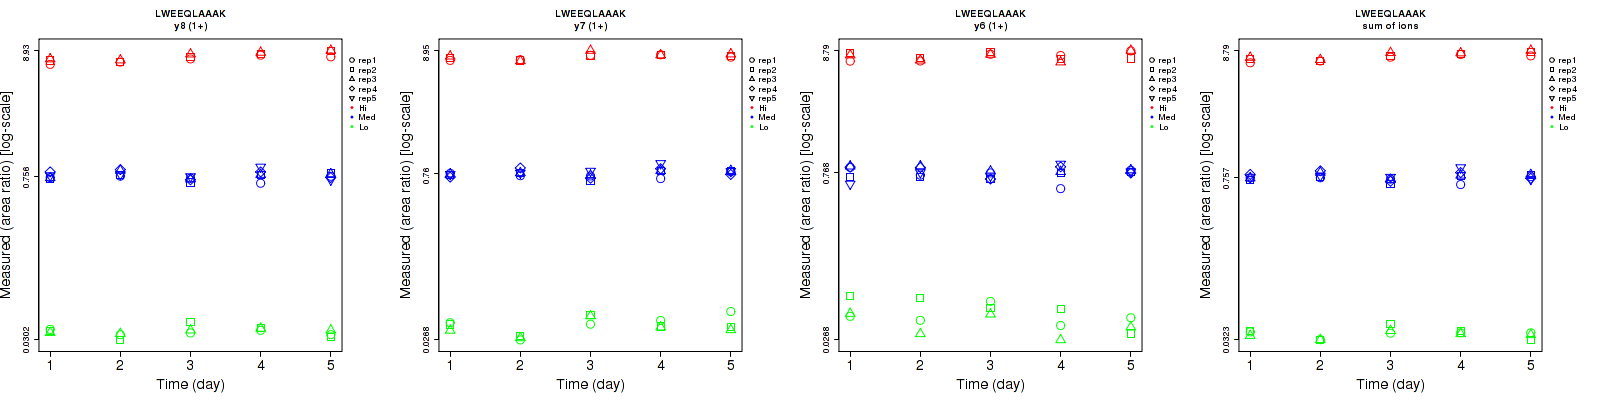 LWEEQLAAAK
y8 (1+)
Measured (area ratio) [log-scale]
8.93
0.756
0.0302
1 2 3 4 5
Time (day)
rep1
rep2
rep3
rep4
rep5
Hi
Med
Lo
LWEEQLAAAK
y7 (1+)
Measured (area ratio) [log-scale]
8.95
0.78
0.0268
1 2 3 4 5
Time (day)
rep1
rep2
rep3
rep4
rep5
Hi
Med
Lo
LWEEQLAAAK
y6 (1+)
Measured (area ratio) [log-scale]
8.79
0.768
0.0268
1 2 3 4 5
Time (day)
rep1
rep2
rep3
rep4
rep5
Hi
Med
Lo
LWEEQLAAAK
sum of ions
Measured (area ratio) [log-scale]
8.79
0.757
0.0323
1 2 3 4 5
Time (day)
rep1
rep2
rep3
rep4
rep5
Hi
Med
Lo